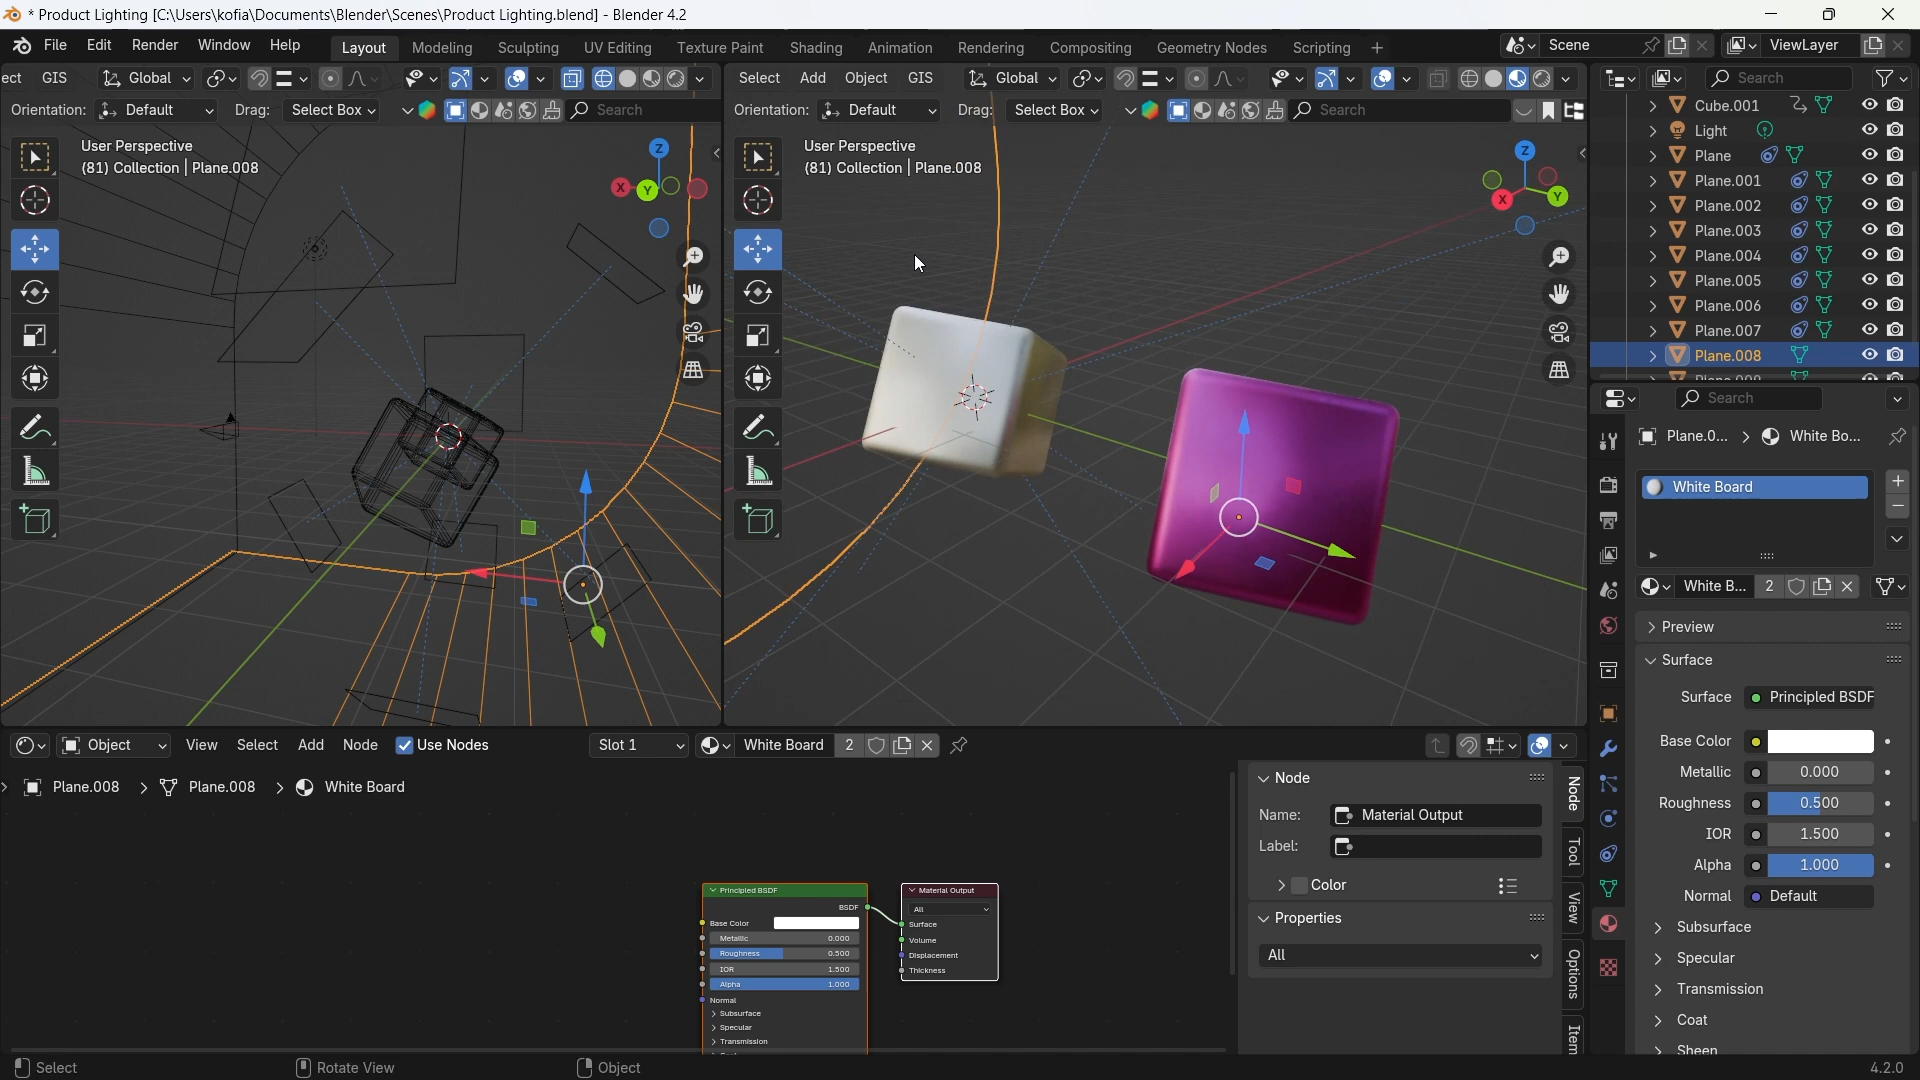 * Product Lighting [C:\Users\kofia\Documents\Blender\Scenes\Product Lighting.blend] - Blender 4.2
File Edit Render Window Help
Layout Modeling Sculpting UV Editing Texture Paint Shading Animation Rendering Compositing Geometry Nodes Scripting +
Scene
ViewLayer
ect GIS
Global
Orientation: Default Drag: Select Box
Search
User Perspective
(81) Collection | Plane.008
Z
X
Y
Select Add Object GIS
Global
Orientation: Default Drag: Select Box
Search
User Perspective
(81) Collection | Plane.008
Z
X
Y
Search
Cube.001
Light
Plane
Plane.001
Plane.002
Plane.003
Plane.004
Plane.005
Plane.006
Plane.007
Plane.008
Search
Plane.0... White Bo...
White Board
White B... 2
Preview
Surface
Surface Principled BSDF
Base Color
Metallic 0.000
Roughness 0.500
IOR 1.500
Alpha 1.000
Normal Default
Subsurface
Specular
Transmission
Coat
Sheen
Object View Select Add Node Use Nodes Slot 1 White Board 2
Plane.008 Plane.008 White Board
Principled BSDF
BSDF
Base Color
Metallic 0.000
Roughness 0.500
IOR 1.500
Alpha 1.000
Normal
Subsurface
Specular
Transmission
Material Output
All
Surface
Volume
Displacement
Thickness
Node
Name: Material Output
Label:
Color
Properties
All
Node
Tool
View
Options
Item
Select Rotate View Object 4.2.0